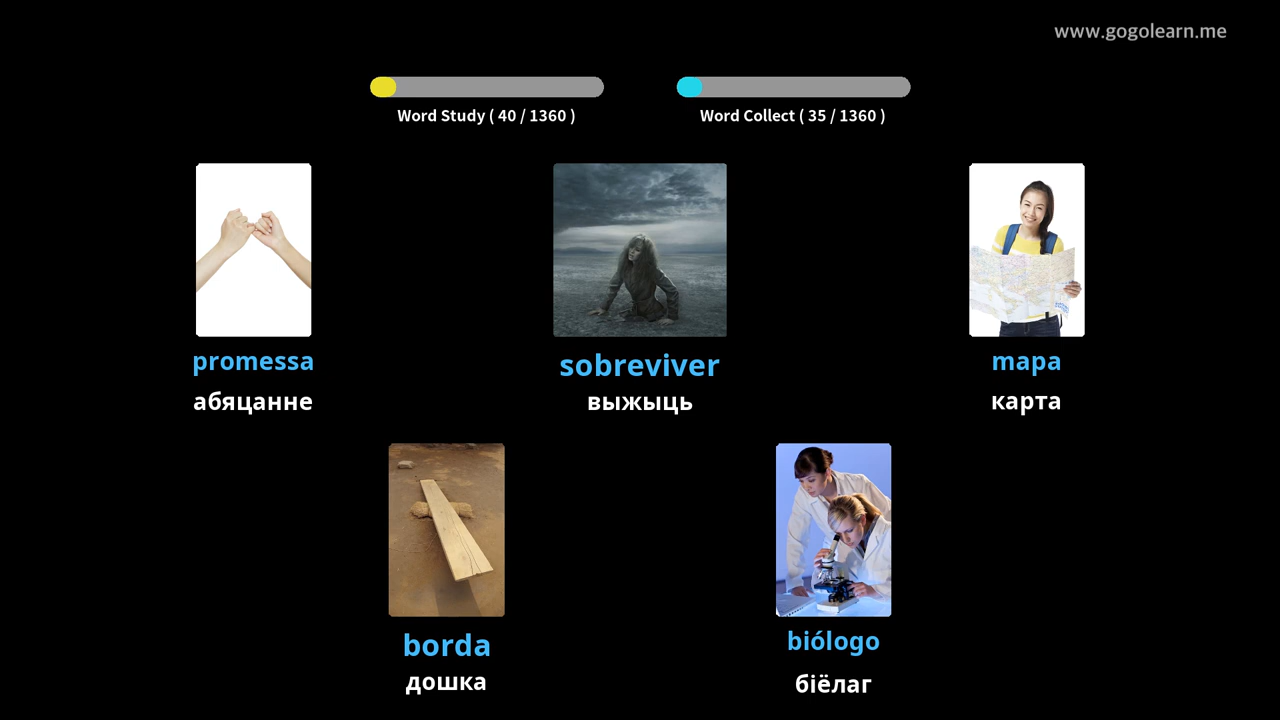 www.gogolearn.me
Word Study ( 40 / 1360 )
Word Collect ( 35 / 1360 )
promessa
абяцанне
sobreviver
выжыць
mapa
карта
borda
дошка
biólogo
біёлаг